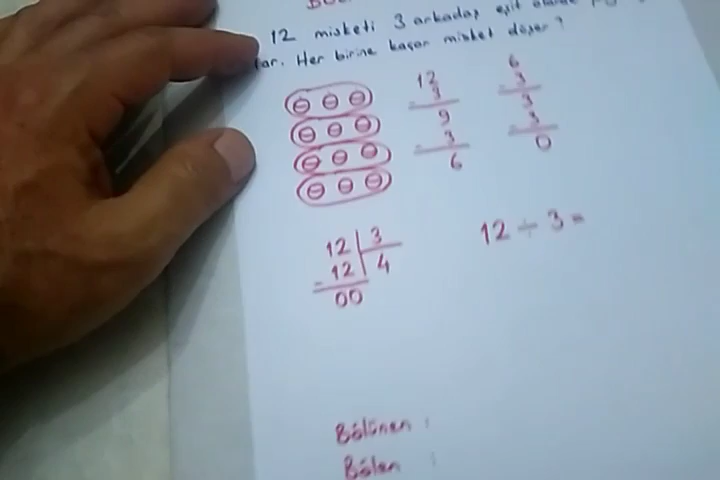 12 misketi 3 arkadaş eşit olarak
lar. Her birine kaçar misket düşer?
12
- 3
9
- 3
6
6
- 3
3
- 3
0
12 | 3
- 12 | 4
00
12 ÷ 3 =
Bölünen :
Bölen :